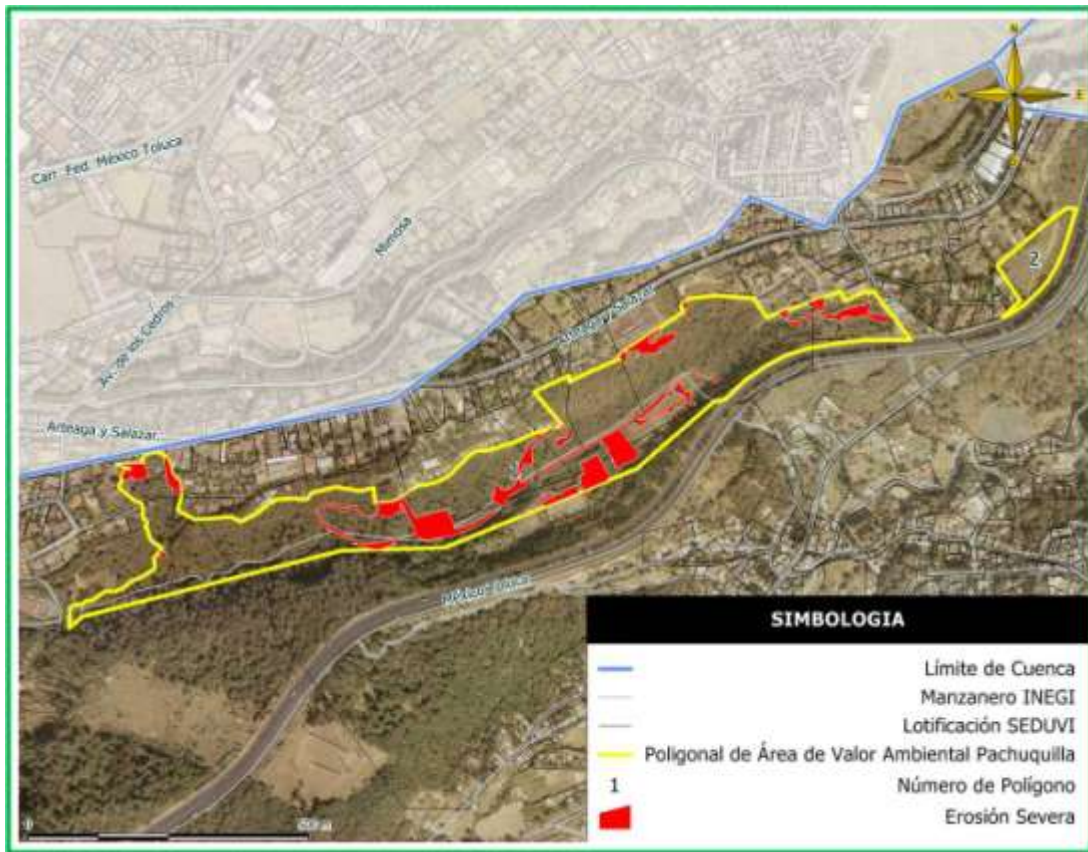 N
E
S
Carr. Fed. México Toluca
Mimosa
Av. de los Cedros
Arteaga y Salazar
Arteaga y Salazar
2
México Toluca
0
SIMBOLOGIA
Límite de Cuenca
Manzanero INEGI
Lotificación SEDUVI
Poligonal de Área de Valor Ambiental Pachuquilla
1 Número de Polígono
Erosión Severa